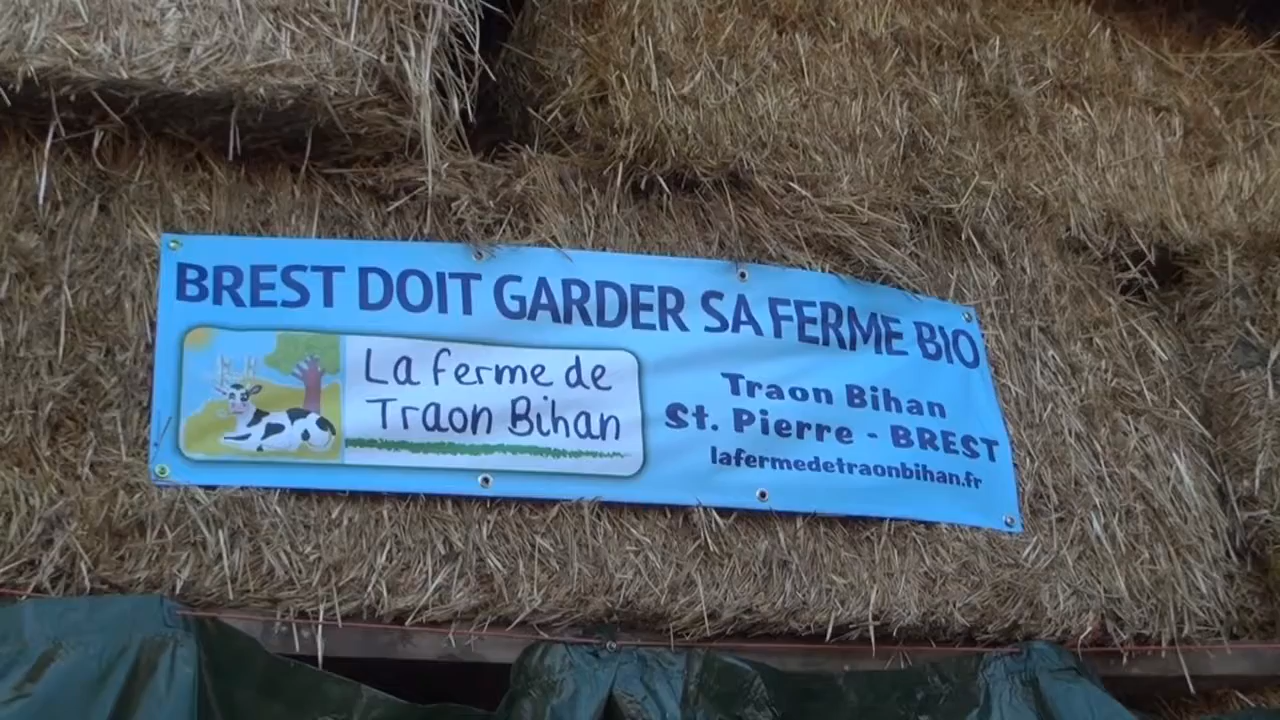 BREST DOIT GARDER SA FERME BIO
La ferme de
Traon Bihan
Traon Bihan
St. Pierre - BREST
lafermedetraonbihan.fr